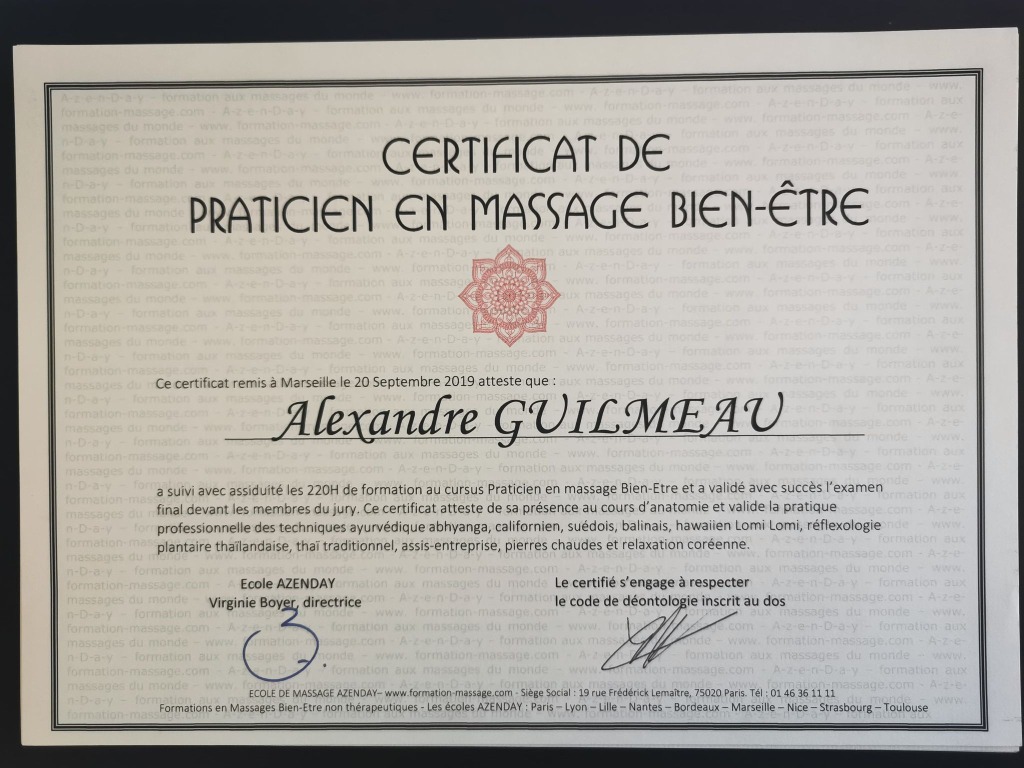 CERTIFICAT DE
PRATICIEN EN MASSAGE BIEN-ÊTRE
Ce certificat remis à Marseille le 20 Septembre 2019 atteste que :
Alexandre GUILMEAU
a suivi avec assiduité les 220H de formation au cursus Praticien en massage Bien-Etre et a validé avec succès l'examen
final devant les membres du jury. Ce certificat atteste de sa présence au cours d'anatomie et valide la pratique
professionnelle des techniques ayurvédique abhyanga, californien, suédois, balinais, hawaiien Lomi Lomi, réflexologie
plantaire thaïlandaise, thaï traditionnel, assis-entreprise, pierres chaudes et relaxation coréenne.
Ecole AZENDAY
Virginie Boyer, directrice
Le certifié s'engage à respecter
le code de déontologie inscrit au dos
ECOLE DE MASSAGE AZENDAY– www.formation-massage.com - Siège Social : 19 rue Frédérick Lemaître, 75020 Paris. Tél : 01 46 36 11 11
Formations en Massages Bien-Etre non thérapeutiques - Les écoles AZENDAY : Paris – Lyon – Lille – Nantes – Bordeaux – Marseille – Nice – Strasbourg – Toulouse